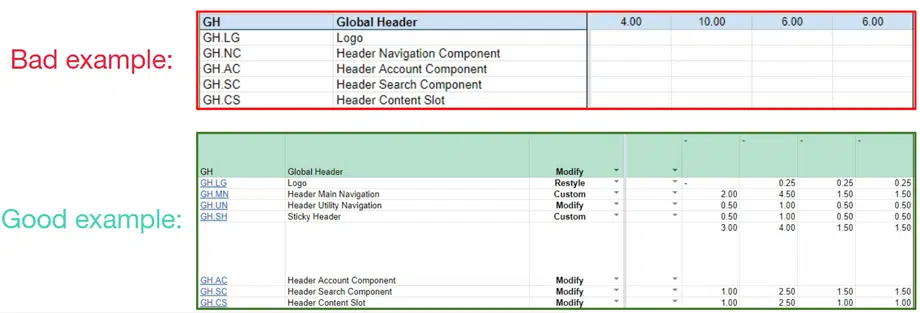 Bad example:
GH Global Header 4.00 10.00 6.00 6.00
GH.LG Logo
GH.NC Header Navigation Component
GH.AC Header Account Component
GH.SC Header Search Component
GH.CS Header Content Slot
Good example:
- - - -
GH Global Header Modify
GH.LG Logo Restyle - 0.25 0.25 0.25
GH.MN Header Main Navigation Custom 2.00 4.50 1.50 1.50
GH.UN Header Utility Navigation Modify 0.50 1.00 0.50 0.50
GH.SH Sticky Header Custom 0.50 1.00 0.50 0.50
3.00 4.00 1.50 1.50
GH.AC Header Account Component Modify
GH.SC Header Search Component Modify 1.00 2.50 1.50 1.50
GH.CS Header Content Slot Modify 1.00 2.50 1.00 1.00